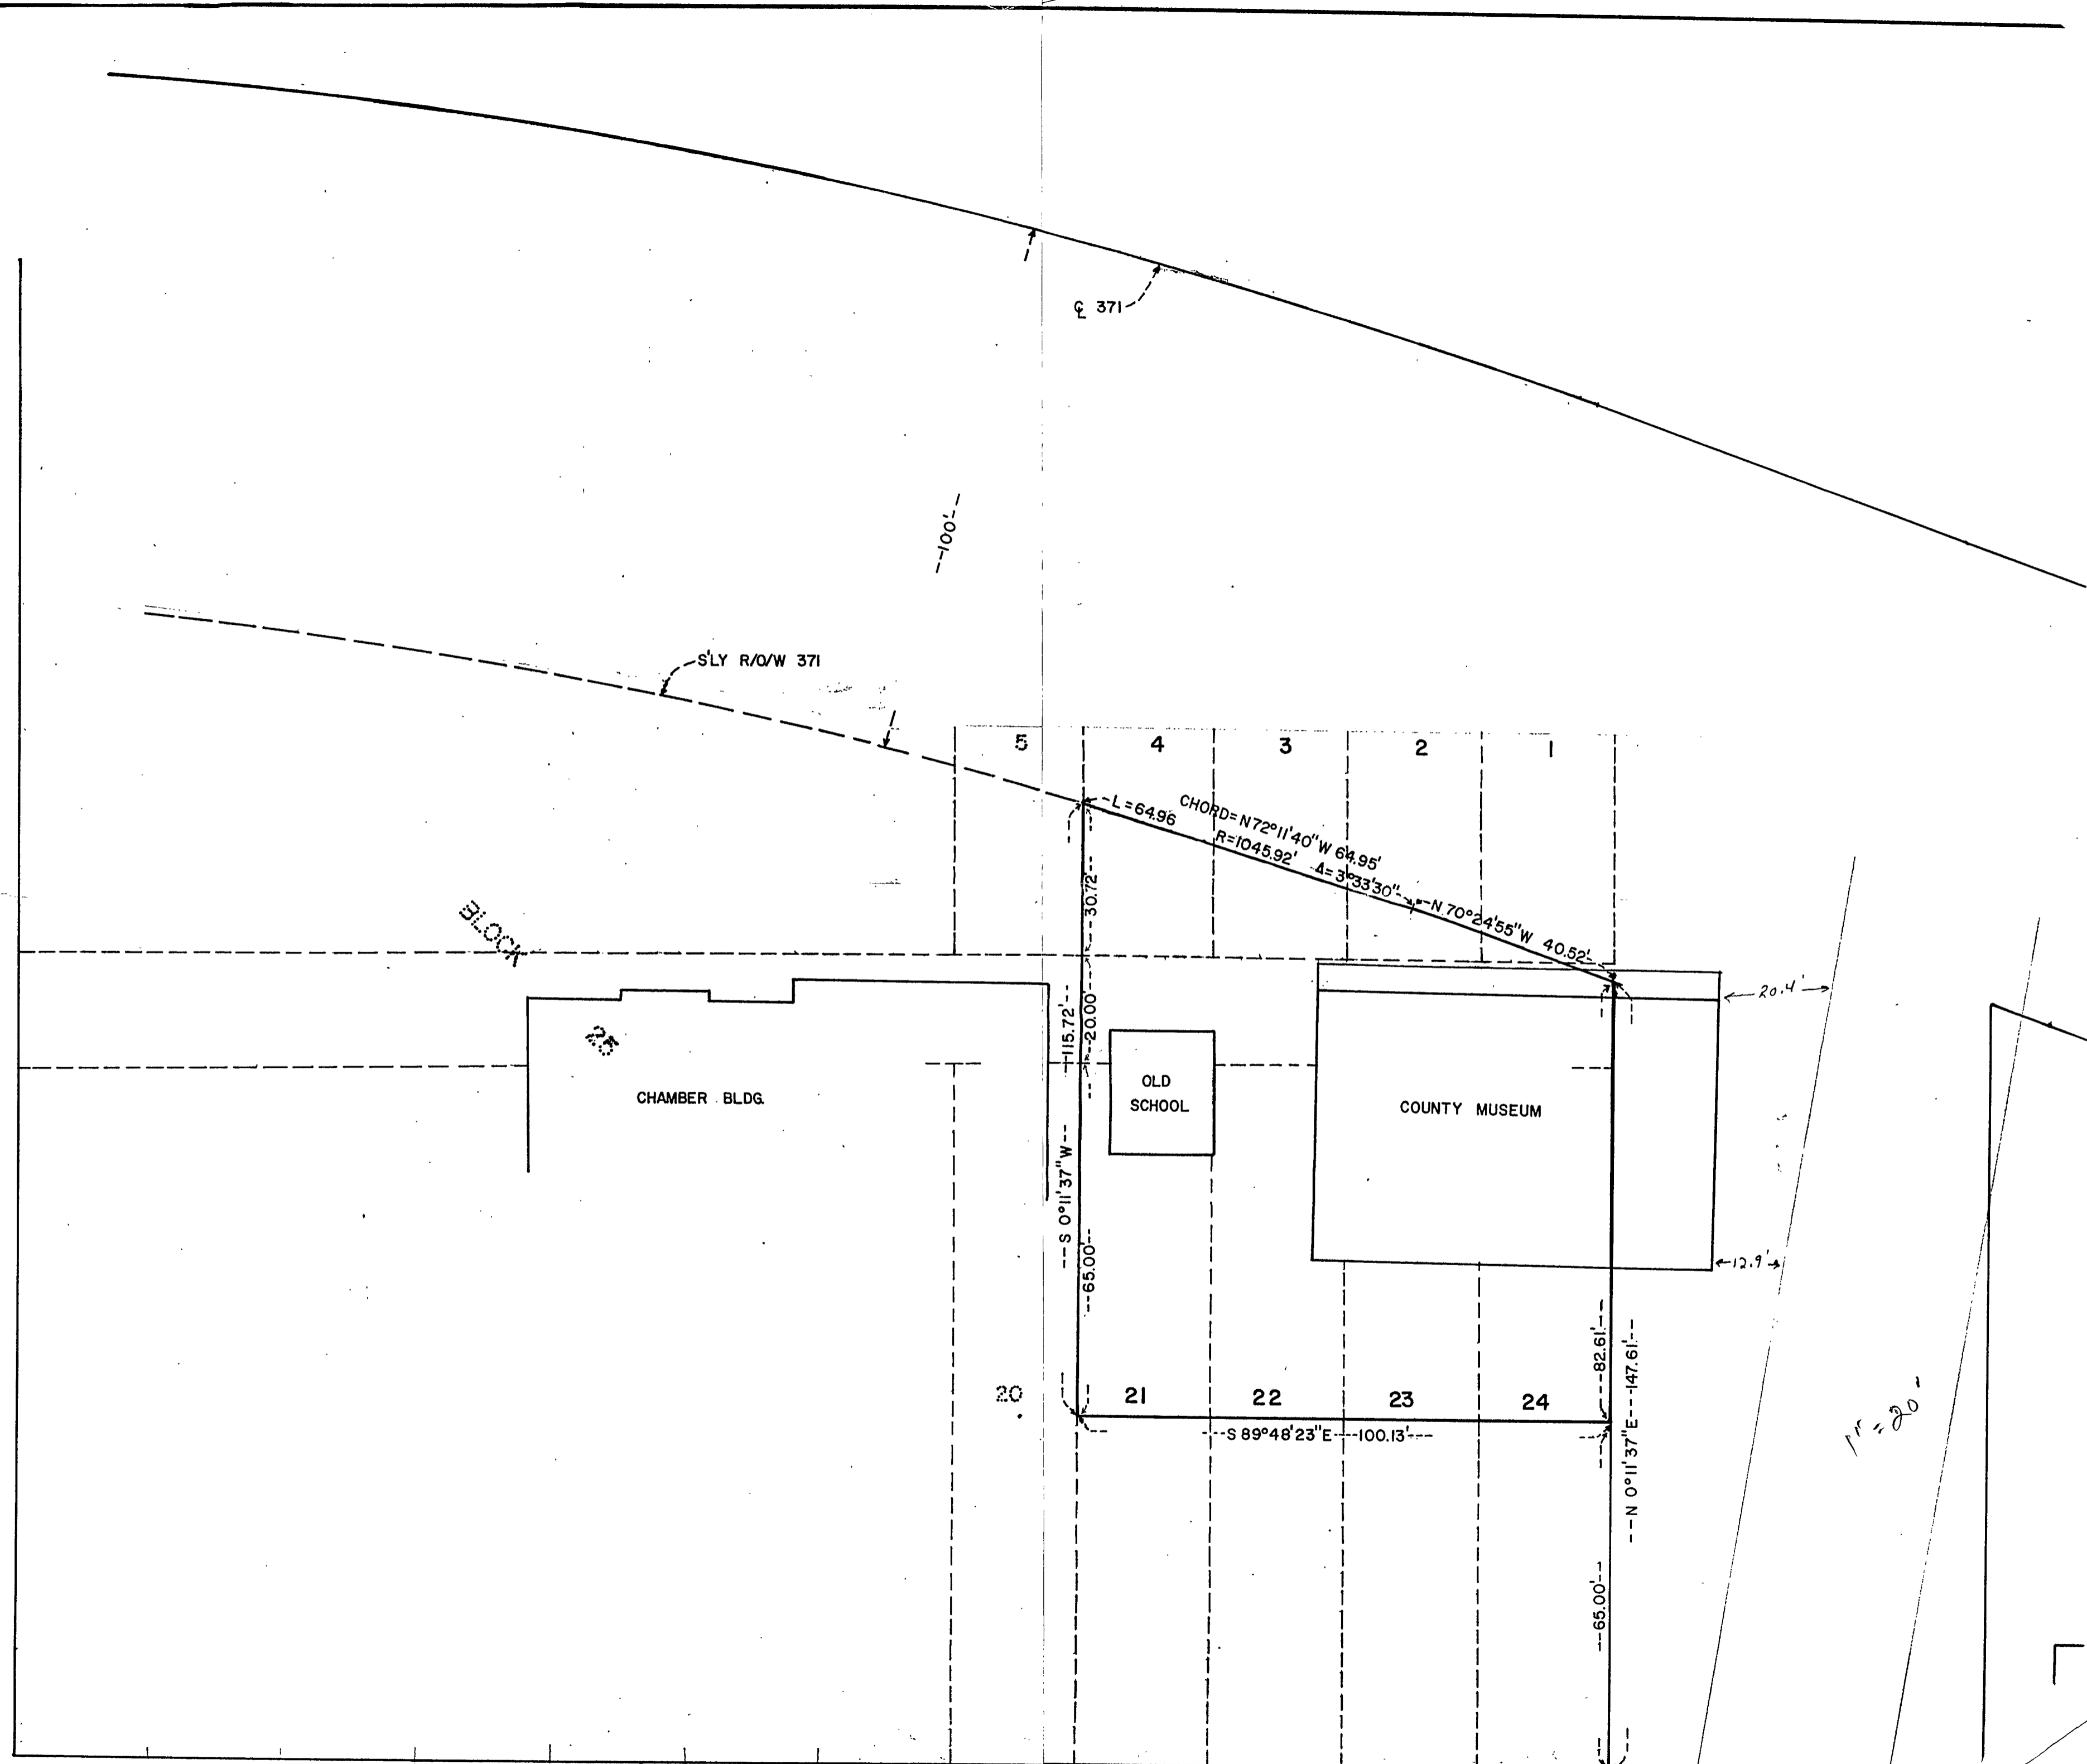 ℄ 371
--100'--
S'LY R/O/W 371
5 4 3 2 1
L=64.96
CHORD=N72°11'40"W 64.95'
R=1045.92' Δ=3°33'30"
N 70°24'55"W 40.52'
30.72'
BLOCK
25
20.00'
115.72'
20.4'
CHAMBER BLDG.
OLD
SCHOOL
COUNTY MUSEUM
S 0°11'37"W
65.00'
12.9'
82.61'
147.61'
20 21 22 23 24
S 89°48'23"E 100.13'
N 0°11'37"E
1" = 20'
65.00'